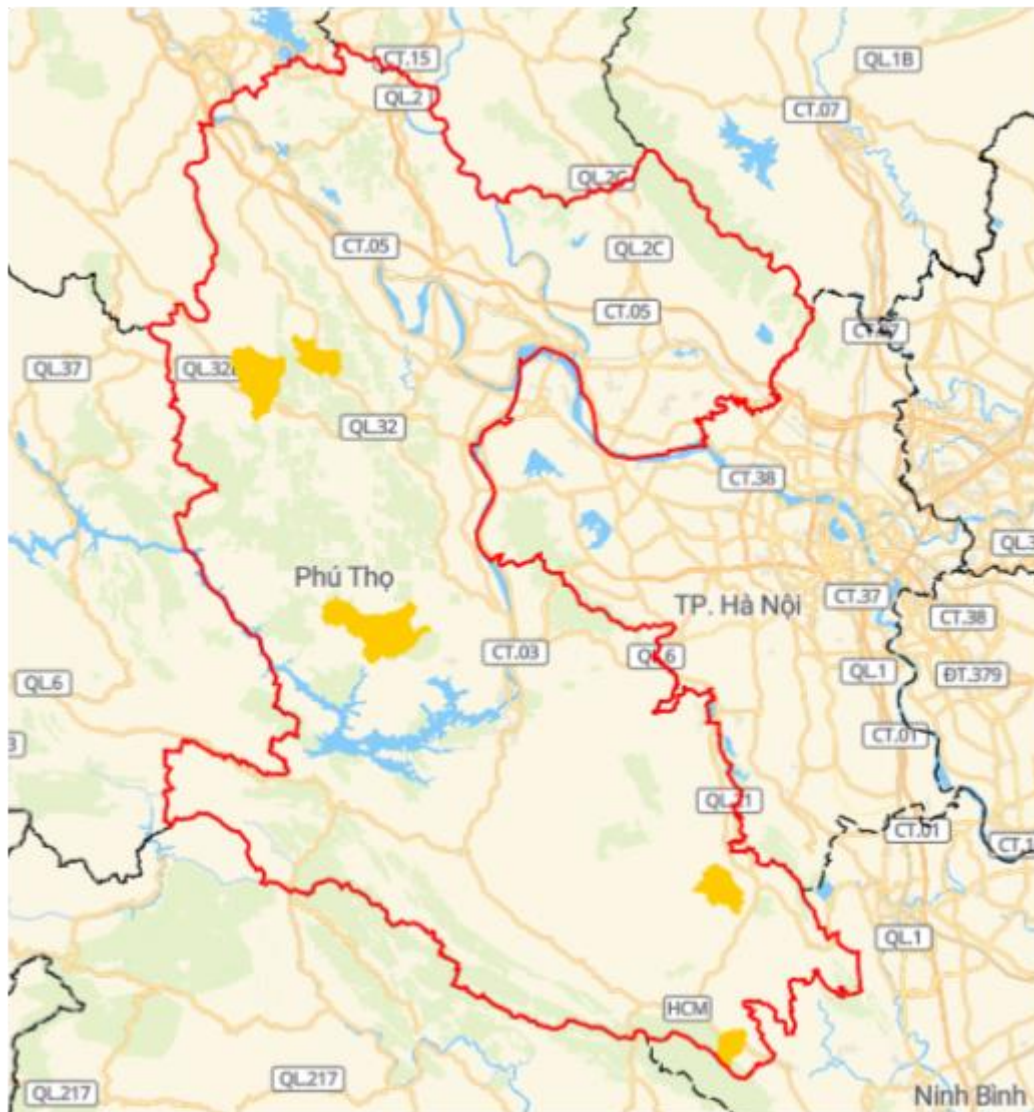 CT.15
QL.1B
QL.2
CT.07
QL.2C
CT.05
QL.2C
CT.05
QL.37
QL.32
CT.38
Phú Thọ
TP. Hà Nội
CT.37
CT.38
CT.03
QL.6
QL.1
QL.6
ĐT.379
CT.01
QL.21
CT.01
QL.1
HCM
QL.217
QL.217
Ninh Bình